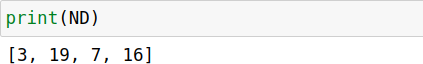 print(ND)
[3, 19, 7, 16]